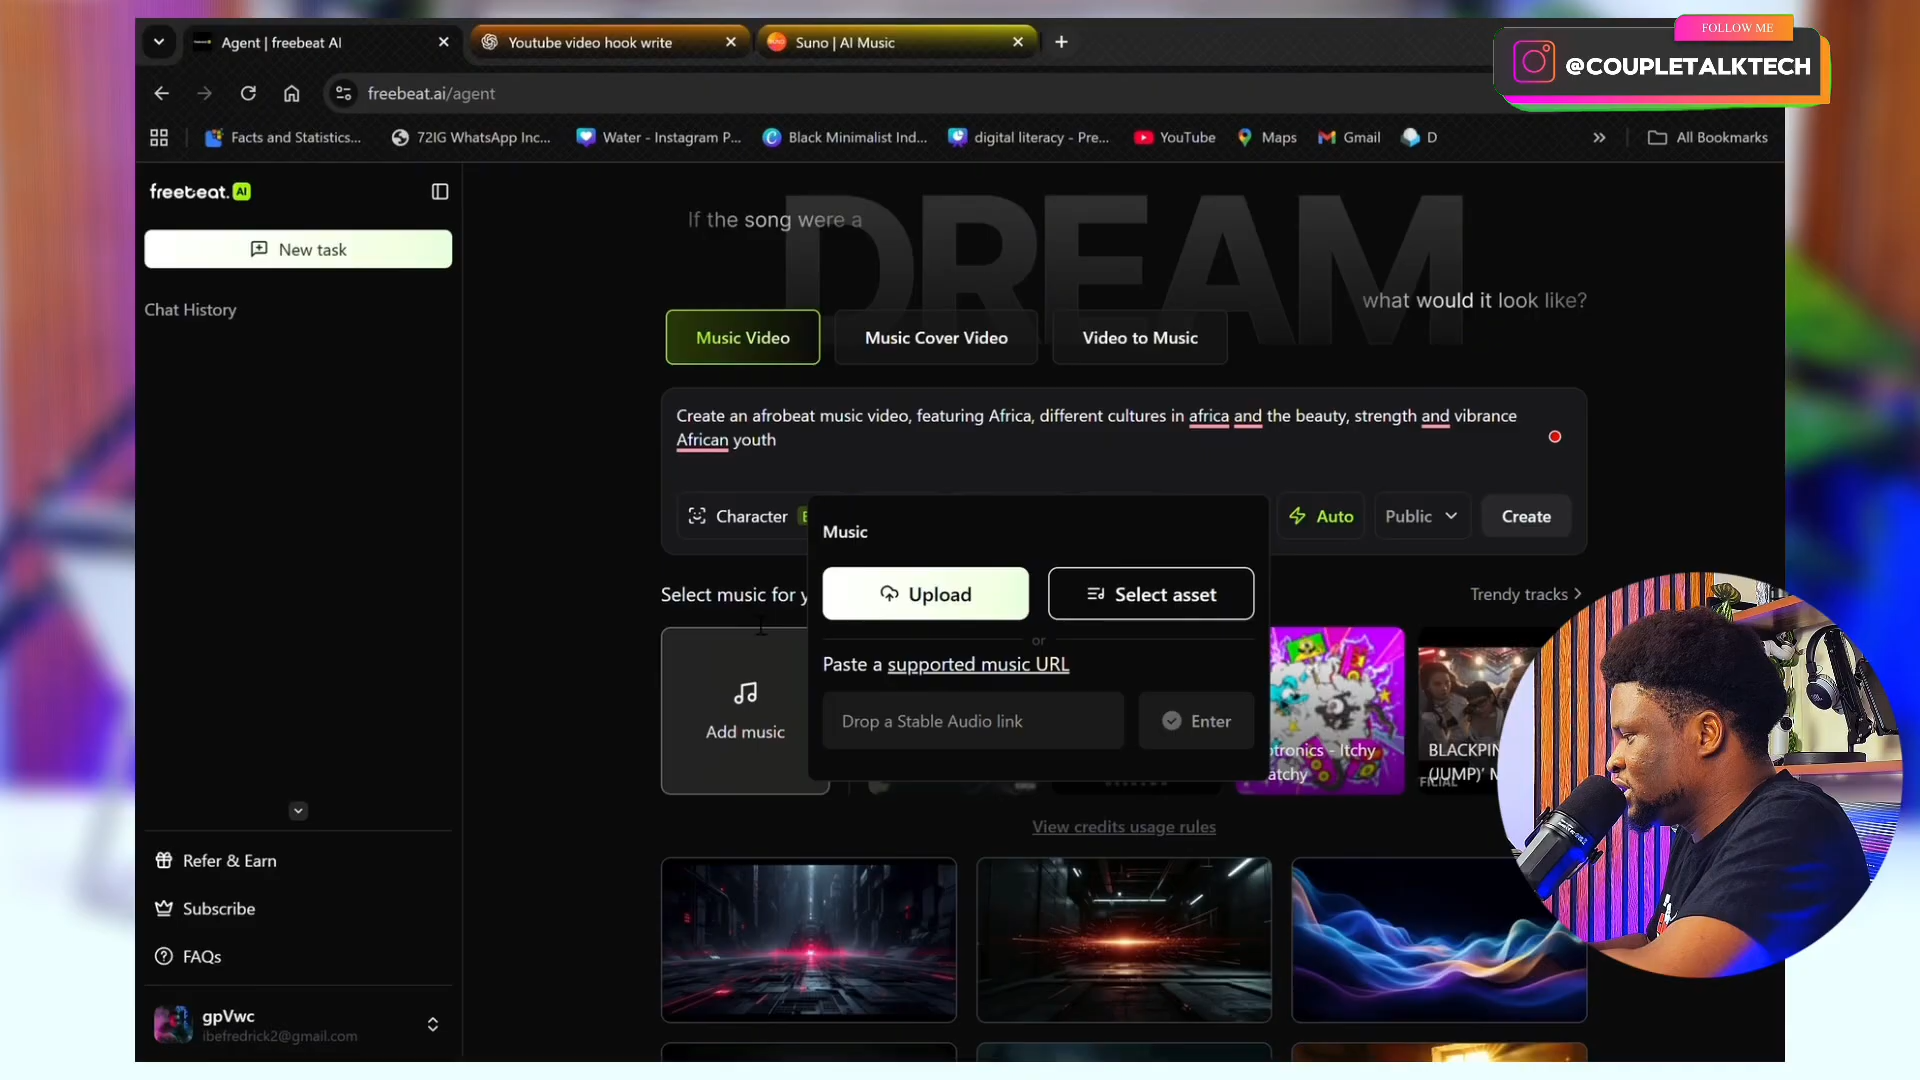 FOLLOW ME
@COUPLETALKTECH
Agent | freebeat AI
Youtube video hook write
Suno | AI Music
freebeat.ai/agent
Facts and Statistics...
72IG WhatsApp Inc...
Water - Instagram P...
Black Minimalist Ind...
digital literacy - Pre...
YouTube
Maps
Gmail
D
All Bookmarks
freebeat. AI
New task
Chat History
If the song were a
DREAM
what would it look like?
Music Video
Music Cover Video
Video to Music
Create an afrobeat music video, featuring Africa, different cultures in africa and the beauty, strength and vibrance
African youth
Character
Auto
Public
Create
Music
Upload
Select asset
or
Paste a supported music URL
Drop a Stable Audio link
Enter
Select music for y
Trendy tracks
Add music
otronics - Itchy
atchy
BLACKPIN
(JUMP)' M
FICIAL
View credits usage rules
Refer & Earn
Subscribe
FAQs
gpVwc
ibefredrick2@gmail.com